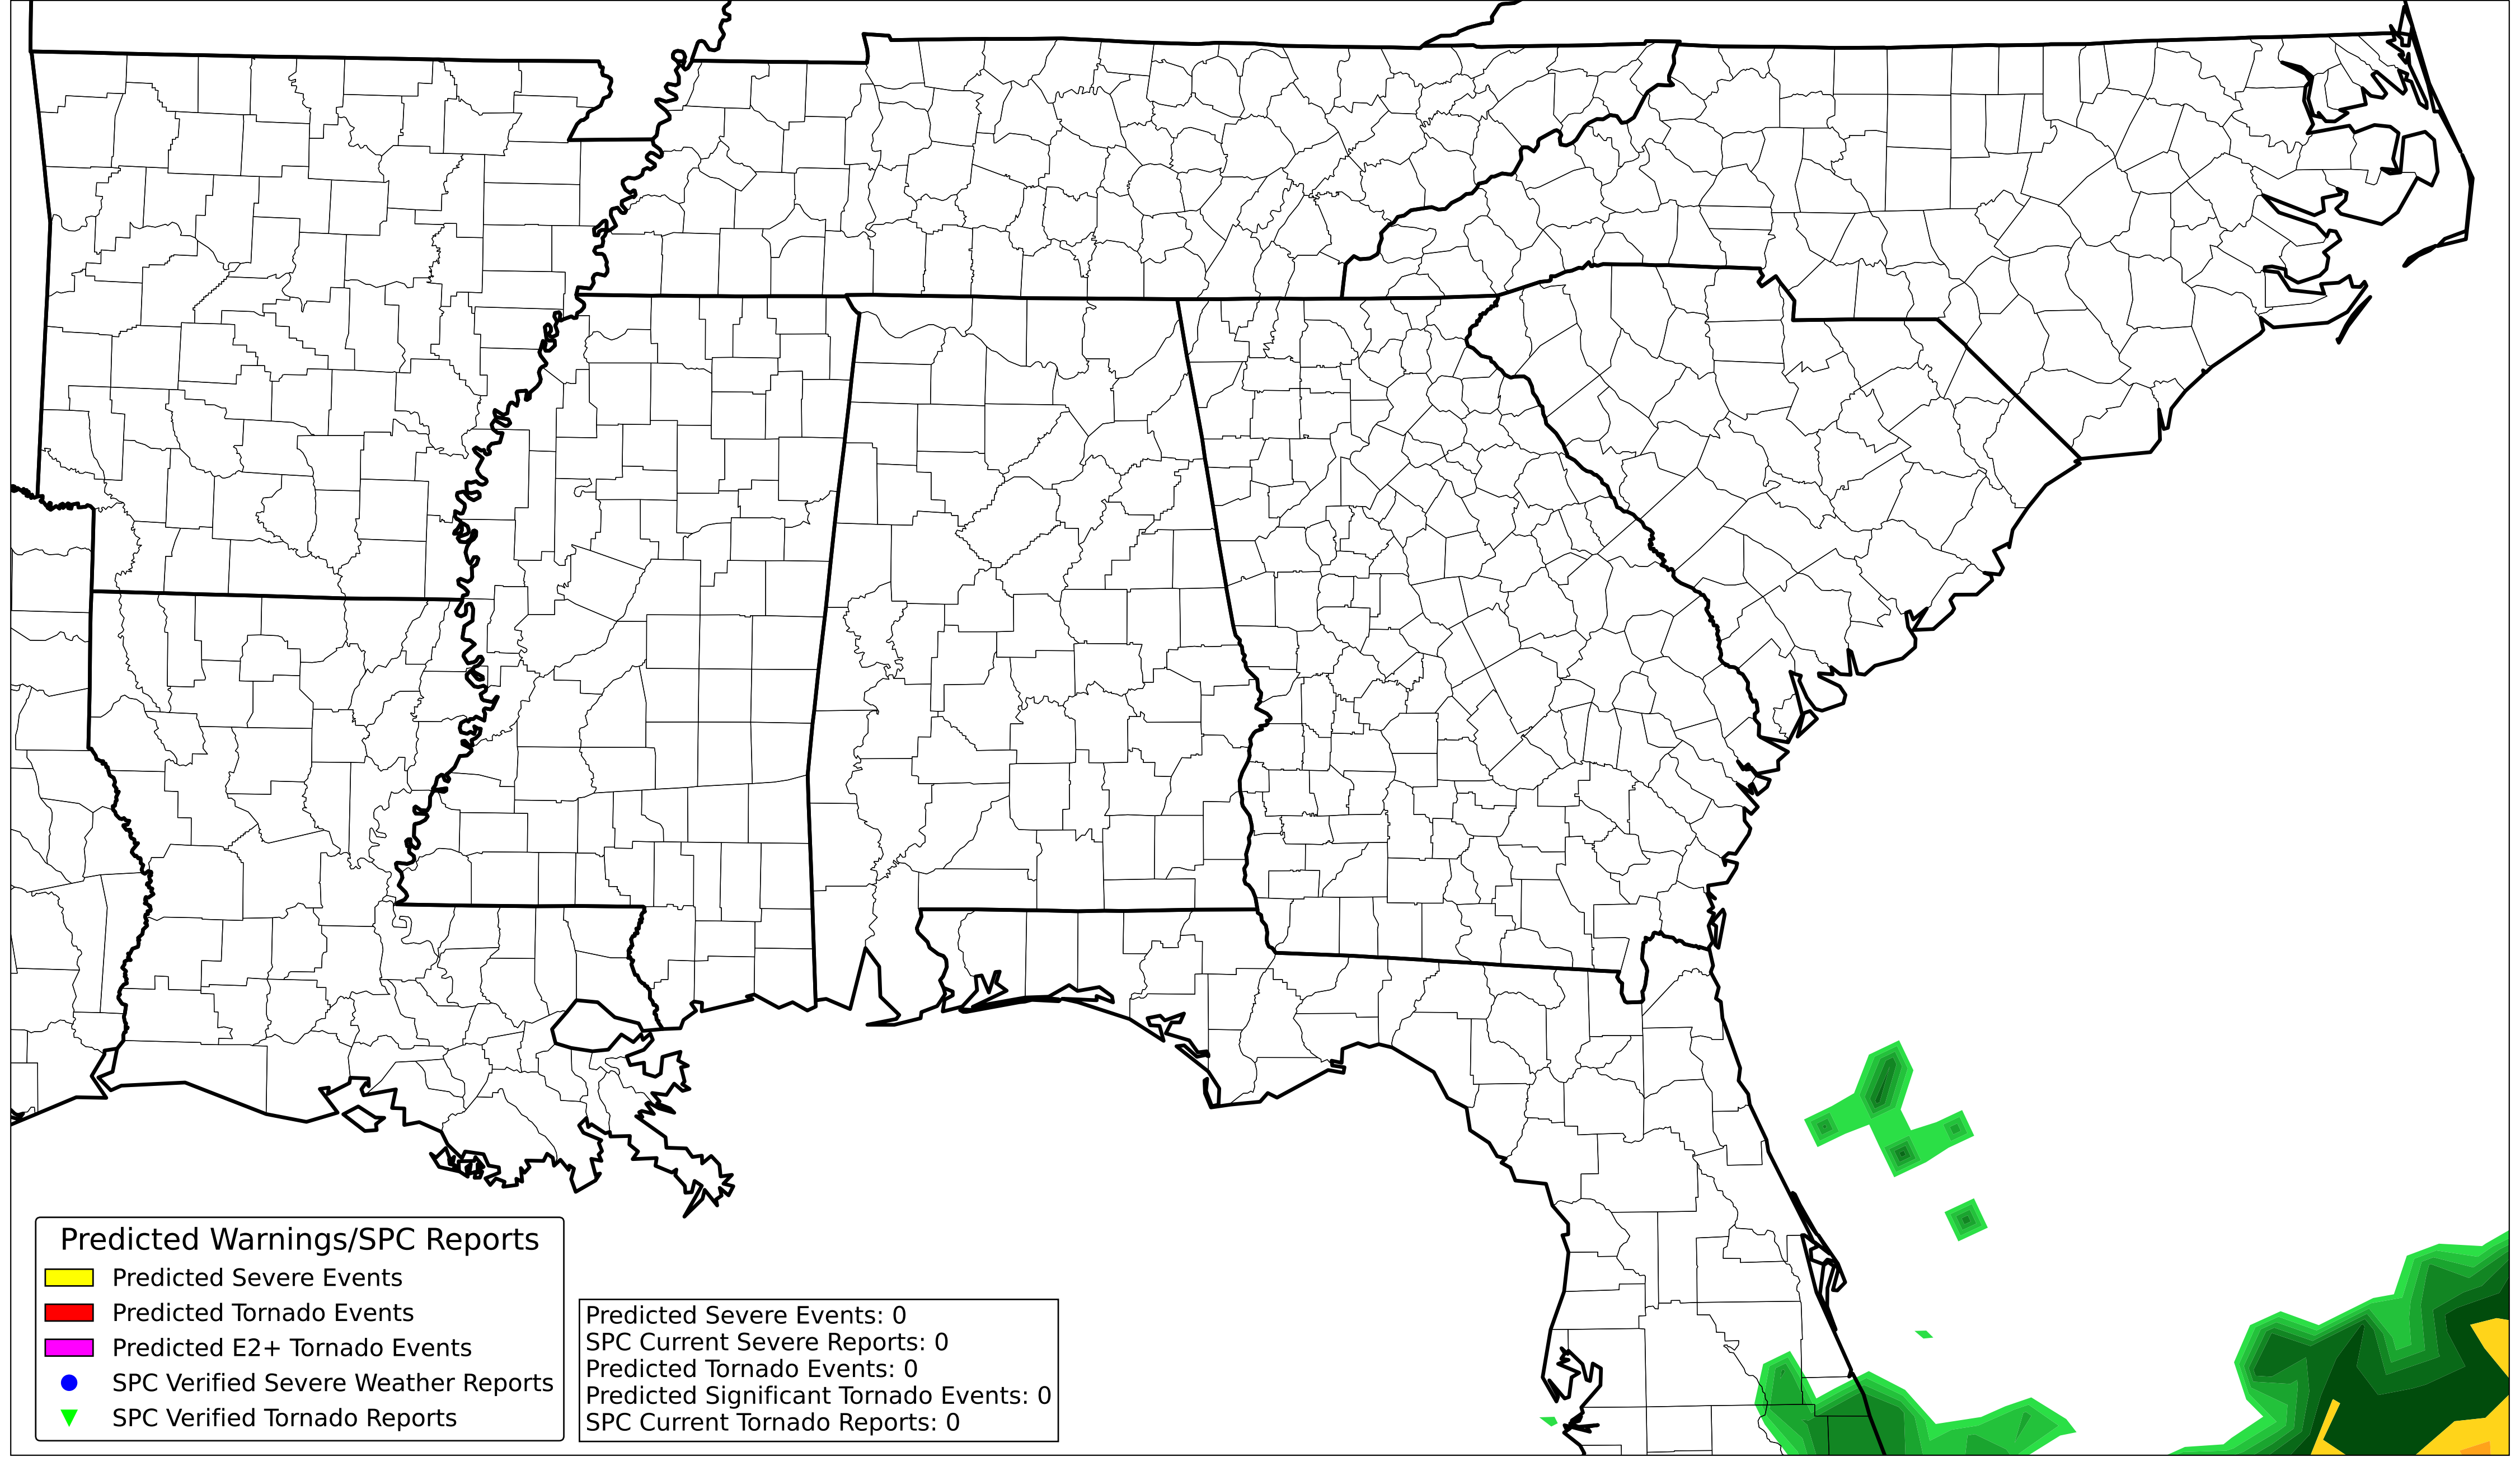 Predicted Warnings/SPC Reports
Predicted Severe Events
Predicted Tornado Events
Predicted E2+ Tornado Events
SPC Verified Severe Weather Reports
SPC Verified Tornado Reports
Predicted Severe Events: 0
SPC Current Severe Reports: 0
Predicted Tornado Events: 0
Predicted Significant Tornado Events: 0
SPC Current Tornado Reports: 0